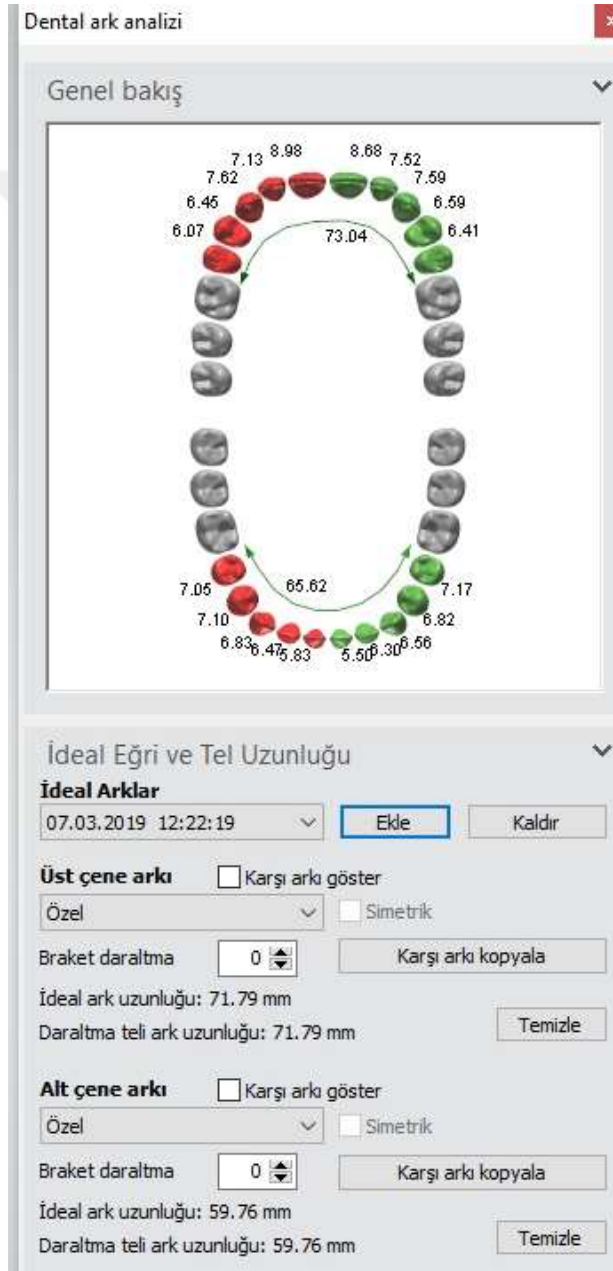 Dental ark analizi
Genel bakış
7.13 8.98 8.68 7.52
7.62 7.59
6.45 6.59
6.07 73.04 6.41
7.05 65.62 7.17
7.10 6.82
6.83 6.47 5.83 5.50 6.30 6.56
İdeal Eğri ve Tel Uzunluğu
İdeal Arklar
07.03.2019 12:22:19 Ekle Kaldır
Üst çene arkı Karşı arkı göster
Özel Simetrik
Braket daraltma 0 Karşı arkı kopyala
İdeal ark uzunluğu: 71.79 mm
Daraltma teli ark uzunluğu: 71.79 mm Temizle
Alt çene arkı Karşı arkı göster
Özel Simetrik
Braket daraltma 0 Karşı arkı kopyala
İdeal ark uzunluğu: 59.76 mm
Daraltma teli ark uzunluğu: 59.76 mm Temizle